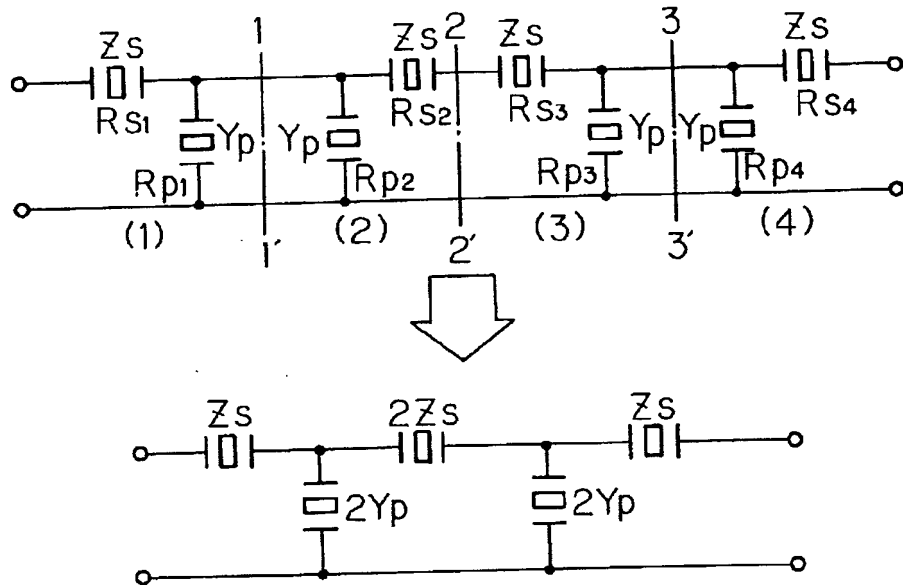 1 2 3
Zs Zs Zs Zs
Rs1 Rs2 Rs3 Rs4
Yp Yp Yp Yp
Rp1 Rp2 Rp3 Rp4
(1) (2) (3) (4)
1' 2' 3'
Zs 2Zs Zs
2Yp 2Yp